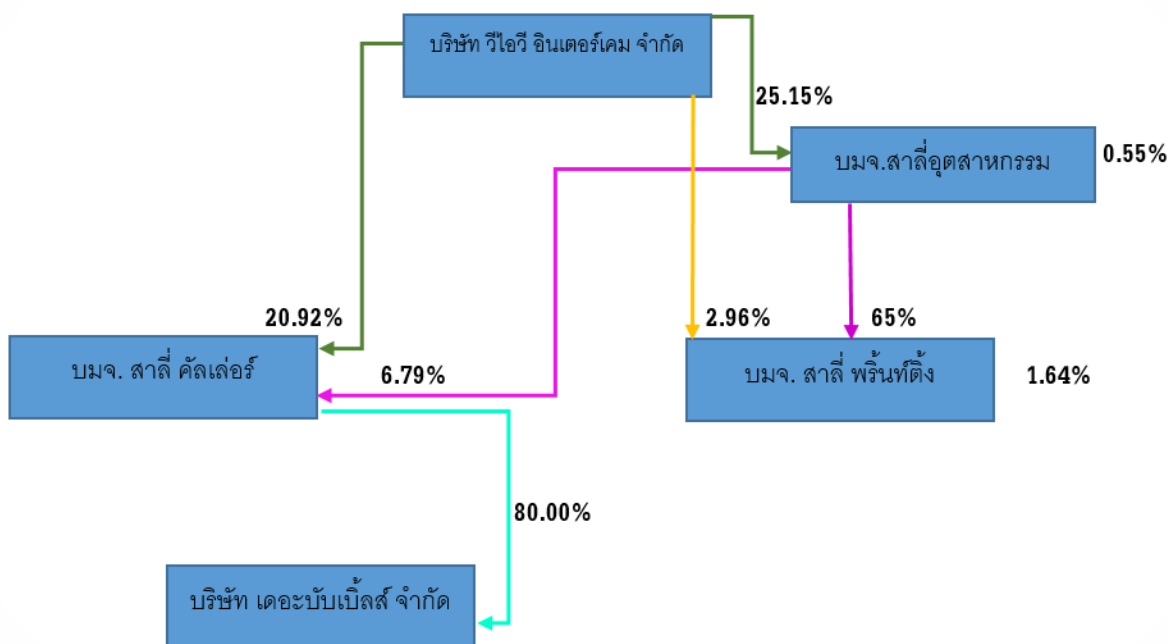 บริษัท วีไอวี อินเตอร์เคม จำกัด
25.15%
บมจ.สาลี่อุตสาหกรรม
0.55%
20.92%
2.96%
65%
บมจ. สาลี่ คัลเล่อร์
6.79%
บมจ. สาลี่ พริ้นท์ติ้ง
1.64%
80.00%
บริษัท เดอะบับเบิ้ลส์ จำกัด